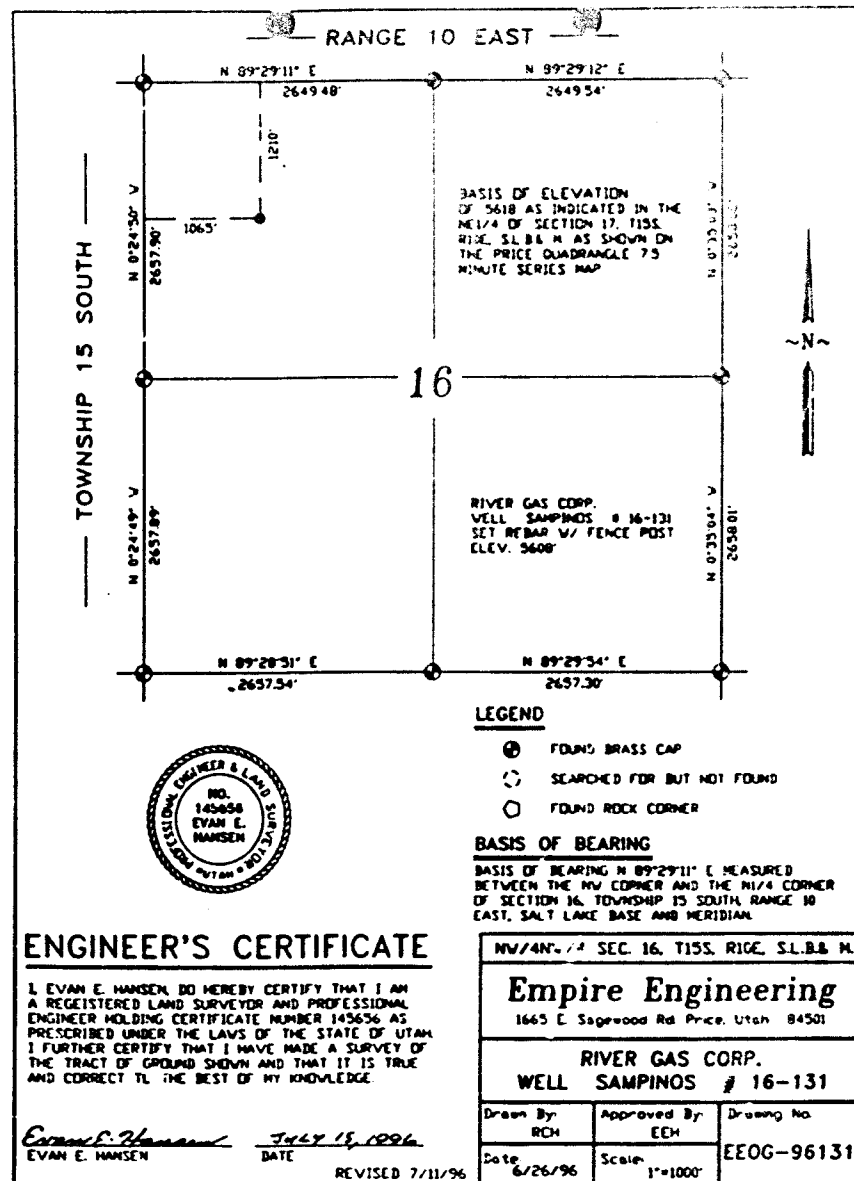 RANGE 10 EAST
N 89°29'11" E
2649.48'
N 89°29'12" E
2649.54'
1210'
1065'
TOWNSHIP 15 SOUTH
N 0°24'50" W
2657.90'
BASIS OF ELEVATION
OF 5618 AS INDICATED IN THE
NE1/4 OF SECTION 17, T15S,
R10E, S.L.B.& M. AS SHOWN ON
THE PRICE QUADRANGLE 7.5
MINUTE SERIES MAP
~N~
16
N 0°24'49" W
2657.89'
RIVER GAS CORP.
WELL SAMPINOS # 16-131
SET REBAR W/ FENCE POST
ELEV. 5608'
N 0°35'04" W
2658.01'
N 89°28'51" E
2657.54'
N 89°29'54" E
2657.30'
LEGEND
FOUND BRASS CAP
SEARCHED FOR BUT NOT FOUND
FOUND ROCK CORNER
PROFESSIONAL ENGINEER & LAND SURVEYOR
UTAH
NO.
145656
EVAN E.
HANSEN
BASIS OF BEARING
BASIS OF BEARING N 89°29'11" E MEASURED
BETWEEN THE NW CORNER AND THE N1/4 CORNER
OF SECTION 16, TOWNSHIP 15 SOUTH, RANGE 10
EAST, SALT LAKE BASE AND MERIDIAN.
ENGINEER'S CERTIFICATE
I, EVAN E. HANSEN, DO HEREBY CERTIFY THAT I AM
A REGEISTERED LAND SURVEYOR AND PROFESSIONAL
ENGINEER HOLDING CERTIFICATE NUMBER 145656 AS
PRESCRIBED UNDER THE LAWS OF THE STATE OF UTAH.
I FURTHER CERTIFY THAT I HAVE MADE A SURVEY OF
THE TRACT OF GROUND SHOWN AND THAT IT IS TRUE
AND CORRECT THE BEST OF MY KNOWLEDGE.
Evan E. Hansen July 15, 1996
EVAN E. HANSEN DATE
REVISED 7/11/96
SEC. 16, T15S, R10E, S.L.B.& M.
Empire Engineering
1665 E. Sagewood Rd. Price, Utah 84501
RIVER GAS CORP.
WELL SAMPINOS # 16-131
Drawn By:
RCH
Approved By:
EEH
Drawing No.
EEOG-96131
Date:
6/26/96
Scale:
1"=1000'